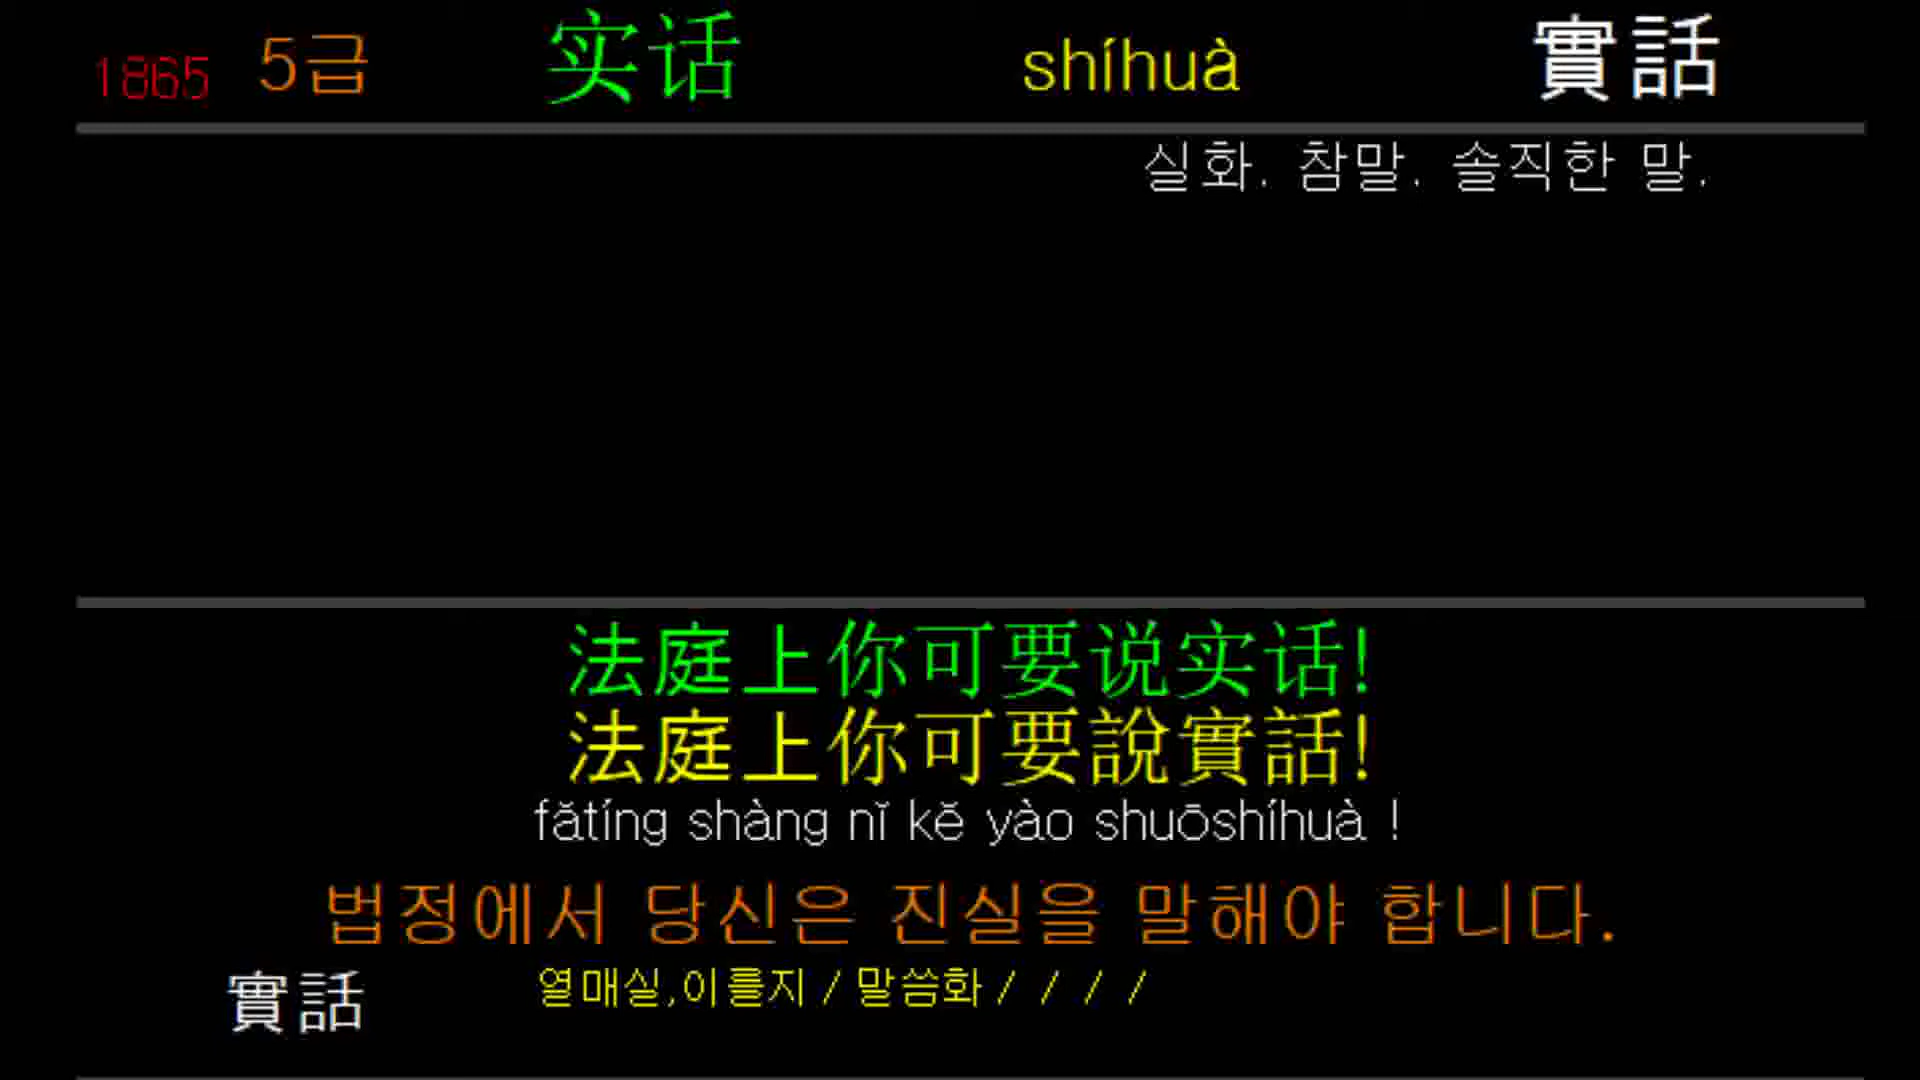 1865 5급 实话 shíhuà 實話
실화. 참말. 솔직한 말.
法庭上你可要说实话!
法庭上你可要說實話!
fătíng shàng nĭ kĕ yào shuōshíhuà !
법정에서 당신은 진실을 말해야 합니다.
實話 열매실,이를지 / 말씀화 / / / /